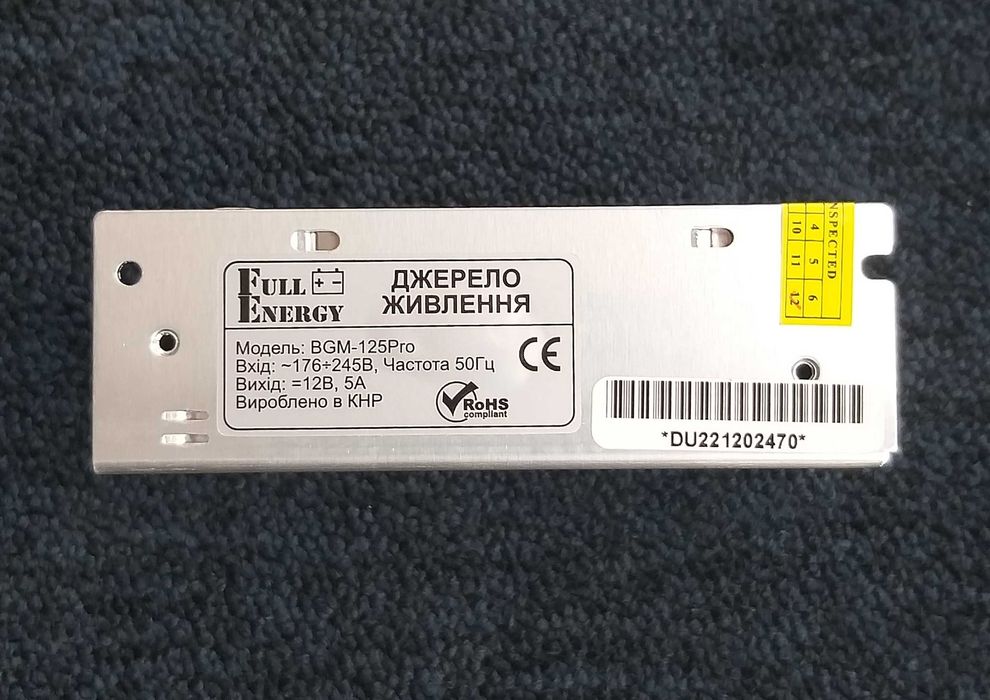 FULL ENERGY
ДЖЕРЕЛО
ЖИВЛЕННЯ
Модель: BGM-125Pro
Вхід: ~176÷245В, Частота 50Гц
Вихід: =12В, 5А
Вироблено в КНР
CE
RoHS
compliant
*DU221202470*
NSPECTED
4 5 6
10 11 12